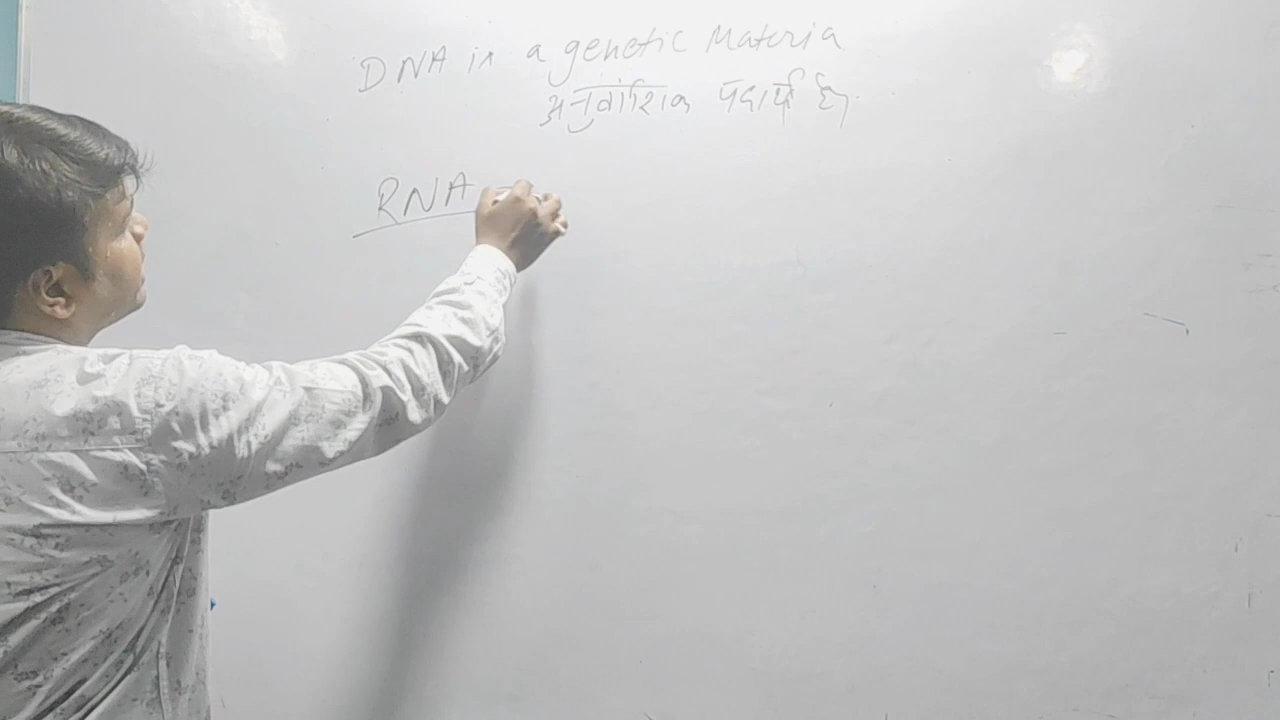 DNA is a genetic Materia
अनुवांशिक पदार्थ है।
RNA